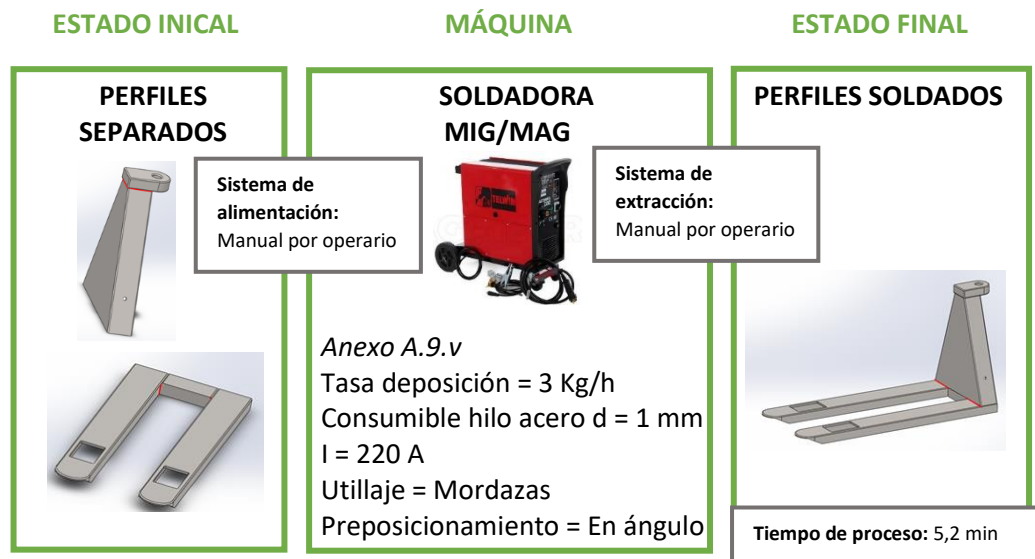 ESTADO INICAL
MÁQUINA
ESTADO FINAL
PERFILES
SEPARADOS
Sistema de
alimentación:
Manual por operario
SOLDADORA
MIG/MAG
TELWIN
Sistema de
extracción:
Manual por operario
Anexo A.9.v
Tasa deposición = 3 Kg/h
Consumible hilo acero d = 1 mm
I = 220 A
Utillaje = Mordazas
Preposicionamiento = En ángulo
PERFILES SOLDADOS
Tiempo de proceso: 5,2 min